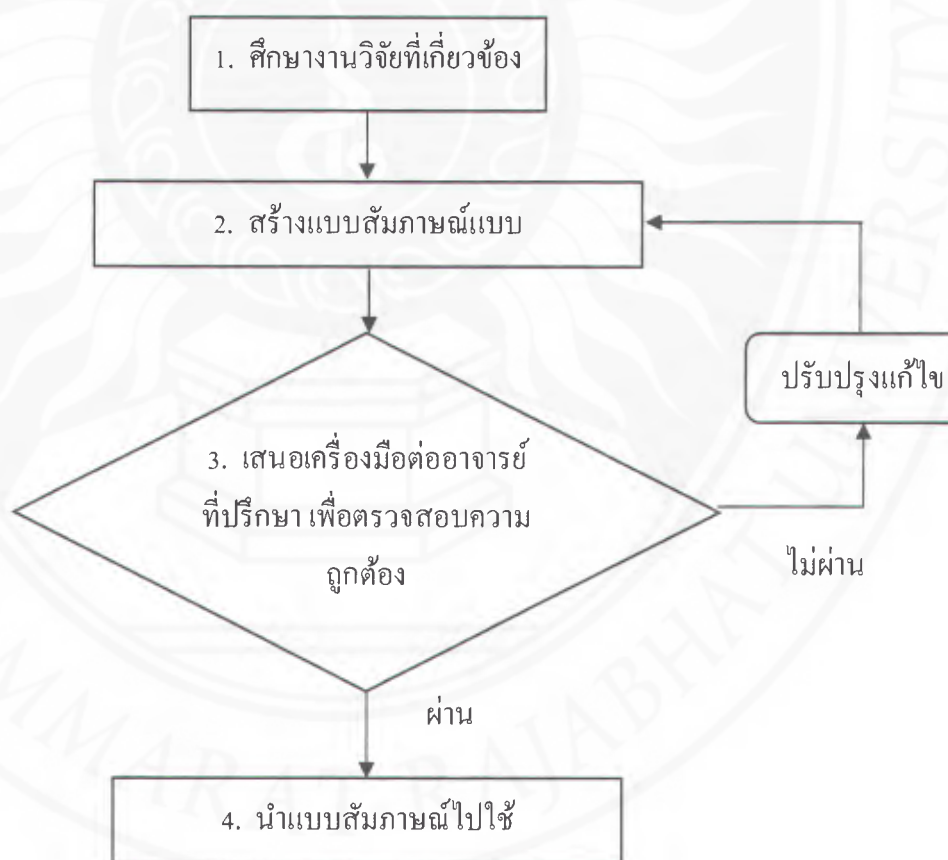 1. ศึกษางานวิจัยที่เกี่ยวข้อง
2. สร้างแบบสัมภาษณ์แบบ
ปรับปรุงแก้ไข
3. เสนอเครื่องมือต่ออาจารย์
ที่ปรึกษา เพื่อตรวจสอบความ
ถูกต้อง
ไม่ผ่าน
ผ่าน
4. นำแบบสัมภาษณ์ไปใช้
MMARAT RAJABHAT UNIVERSITY